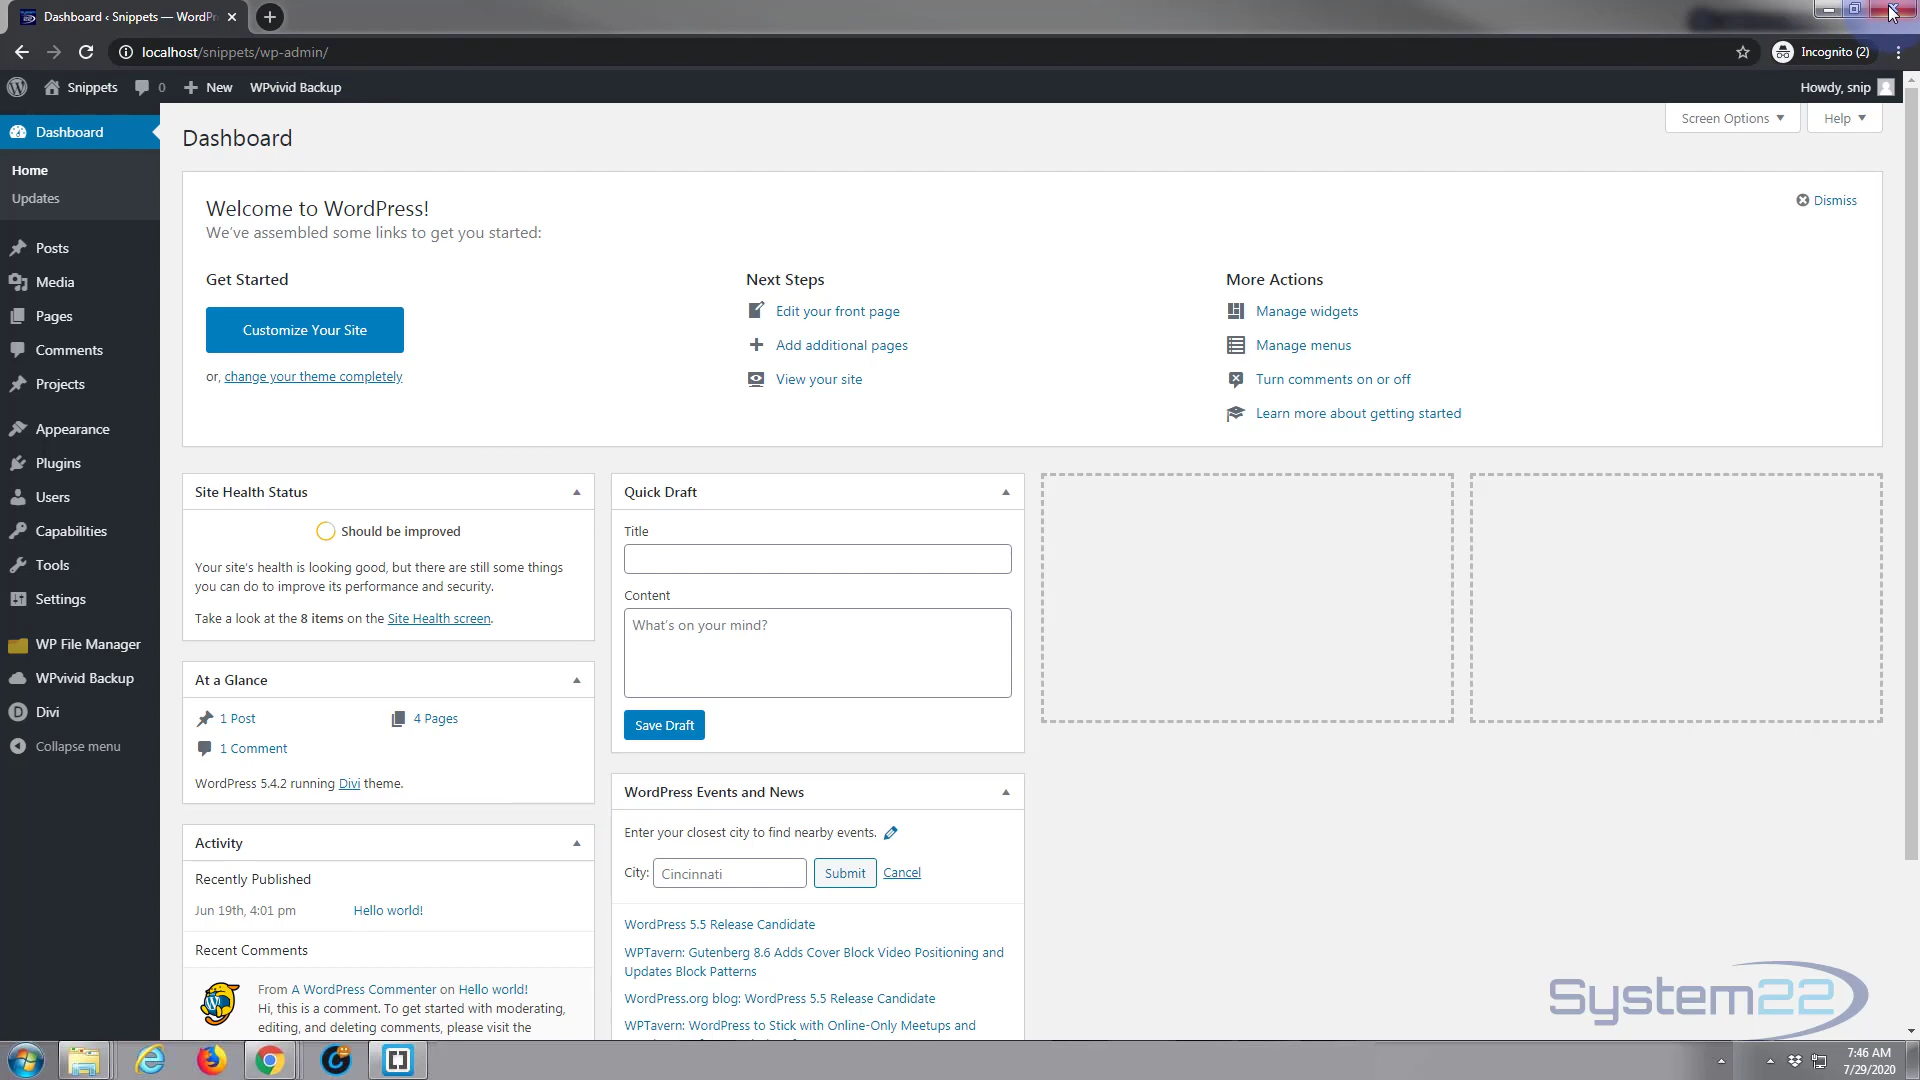 Dashboard ‹ Snippets — WordPr
localhost/snippets/wp-admin/
Incognito (2)
Snippets
0
New
WPvivid Backup
Howdy, snip
Dashboard
Home
Updates
Posts
Media
Pages
Comments
Projects
Appearance
Plugins
Users
Capabilities
Tools
Settings
WP File Manager
WPvivid Backup
Divi
Collapse menu
Screen Options
Help
Dashboard
Welcome to WordPress!
We've assembled some links to get you started:
Dismiss
Get Started
Customize Your Site
or, change your theme completely
Next Steps
Edit your front page
Add additional pages
View your site
More Actions
Manage widgets
Manage menus
Turn comments on or off
Learn more about getting started
Site Health Status
Should be improved
Your site's health is looking good, but there are still some things
you can do to improve its performance and security.
Take a look at the 8 items on the Site Health screen.
At a Glance
1 Post
4 Pages
1 Comment
WordPress 5.4.2 running Divi theme.
Activity
Recently Published
Jun 19th, 4:01 pm
Hello world!
Recent Comments
From A WordPress Commenter on Hello world!
Hi, this is a comment. To get started with moderating,
editing, and deleting comments, please visit the
Quick Draft
Title
Content
What's on your mind?
Save Draft
WordPress Events and News
Enter your closest city to find nearby events.
City:
Cincinnati
Submit
Cancel
WordPress 5.5 Release Candidate
WPTavern: Gutenberg 8.6 Adds Cover Block Video Positioning and
Updates Block Patterns
WordPress.org blog: WordPress 5.5 Release Candidate
WPTavern: WordPress to Stick with Online-Only Meetups and
System22
7:46 AM
7/29/2020